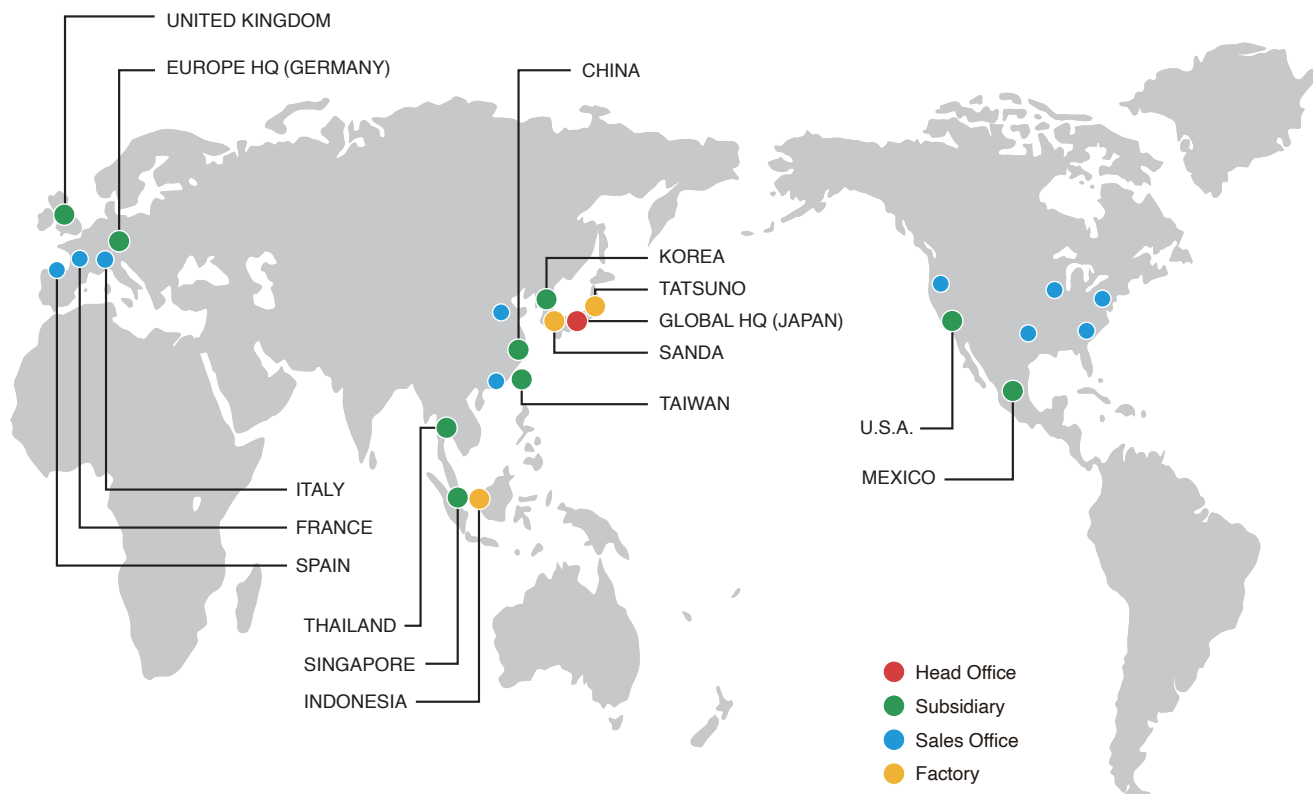 UNITED KINGDOM
EUROPE HQ (GERMANY)
CHINA
KOREA
TATSUNO
GLOBAL HQ (JAPAN)
SANDA
TAIWAN
U.S.A.
MEXICO
ITALY
FRANCE
SPAIN
THAILAND
SINGAPORE
INDONESIA
Head Office
Subsidiary
Sales Office
Factory